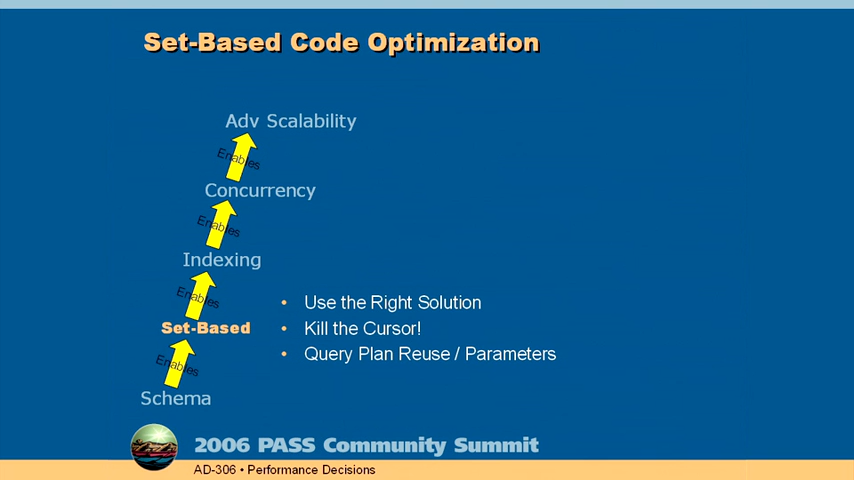 Set-Based Code Optimization
Adv Scalability
Enables
Concurrency
Enables
Indexing
Enables
Set-Based
Enables
Schema
• Use the Right Solution
• Kill the Cursor!
• Query Plan Reuse / Parameters
2006 PASS Community Summit
AD-306 • Performance Decisions